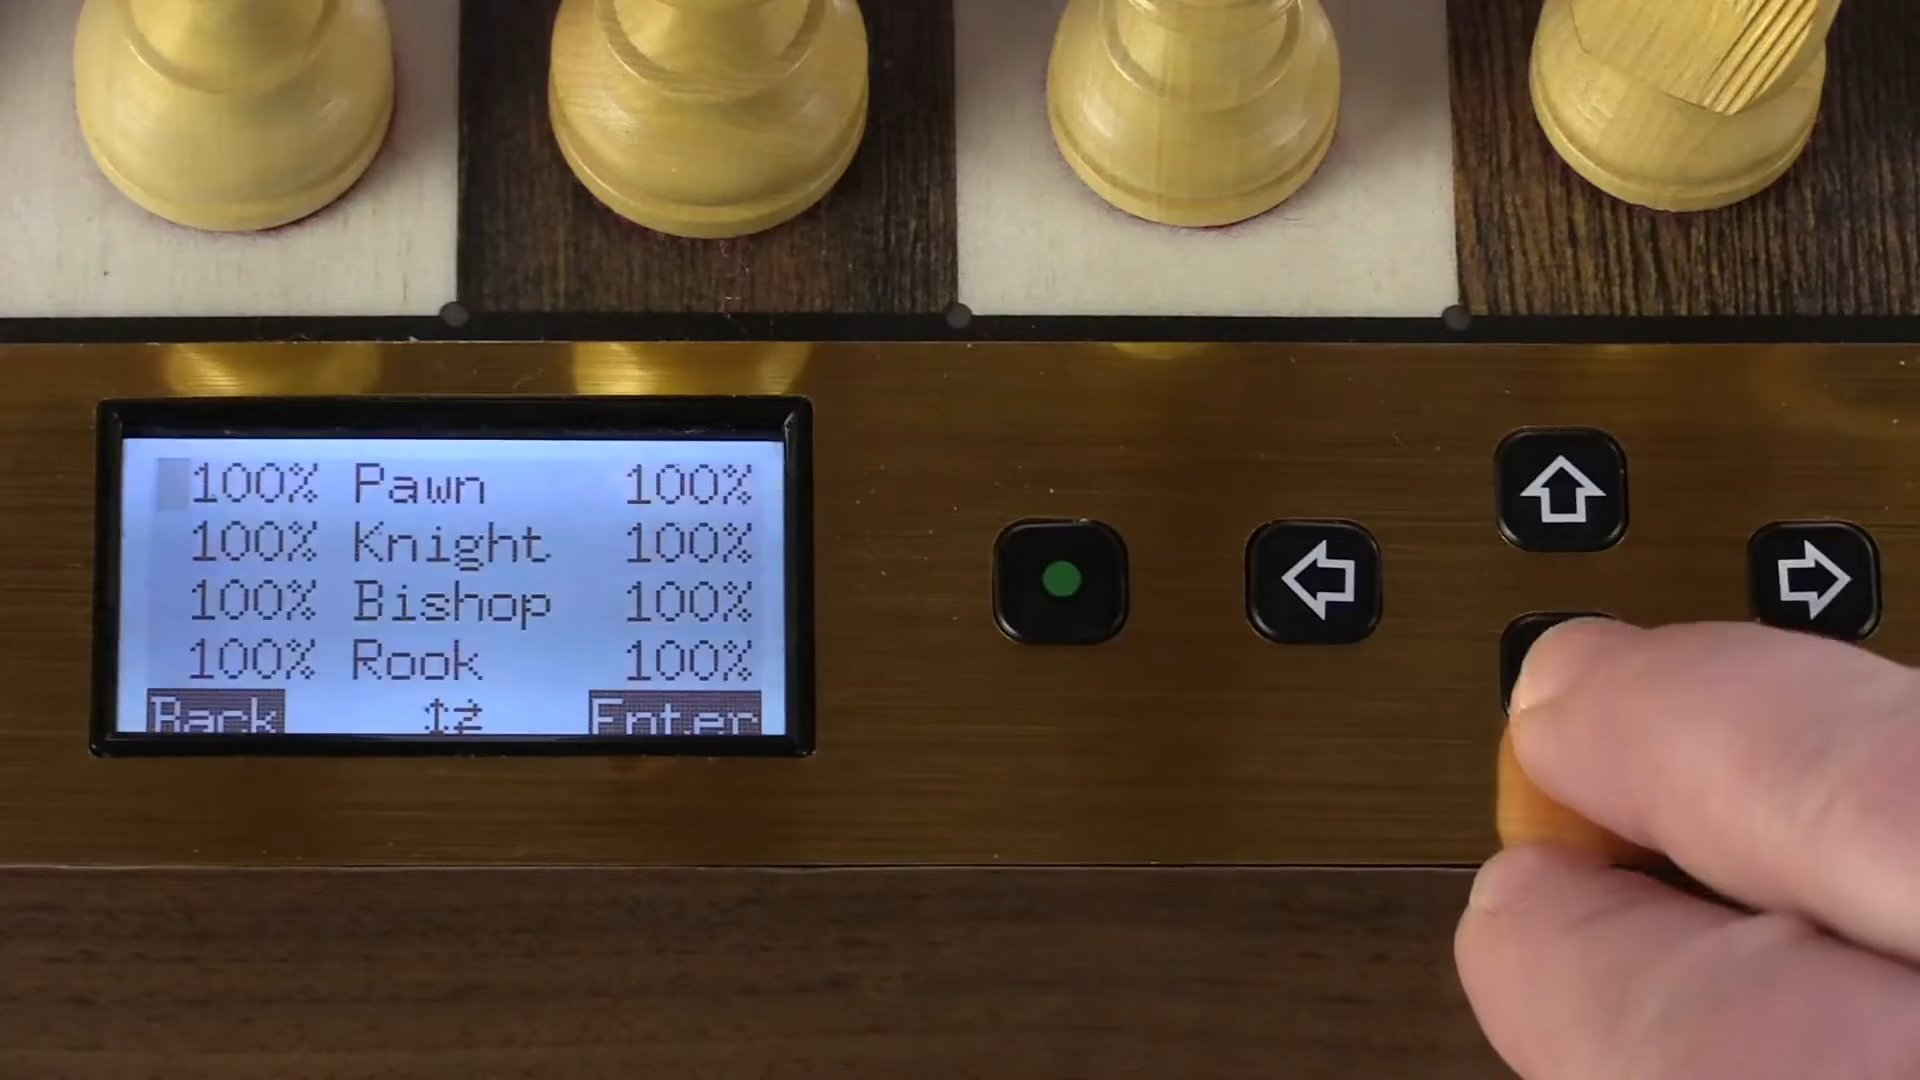 100% Pawn 100%
100% Knight 100%
100% Bishop 100%
100% Rook 100%
Back ↑⇄ Enter